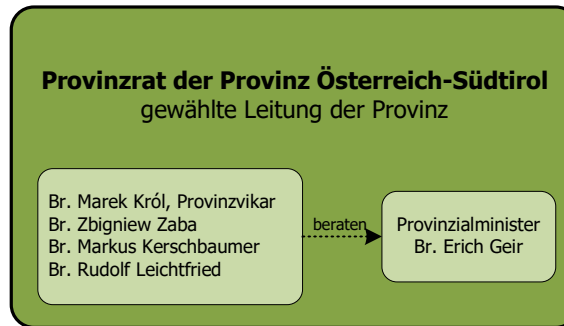 Provinzrat der Provinz Österreich-Südtirol
gewählte Leitung der Provinz
Br. Marek Król, Provinzvikar
Br. Zbigniew Zaba
Br. Markus Kerschbaumer
Br. Rudolf Leichtfried
beraten
Provinzialminister
Br. Erich Geir